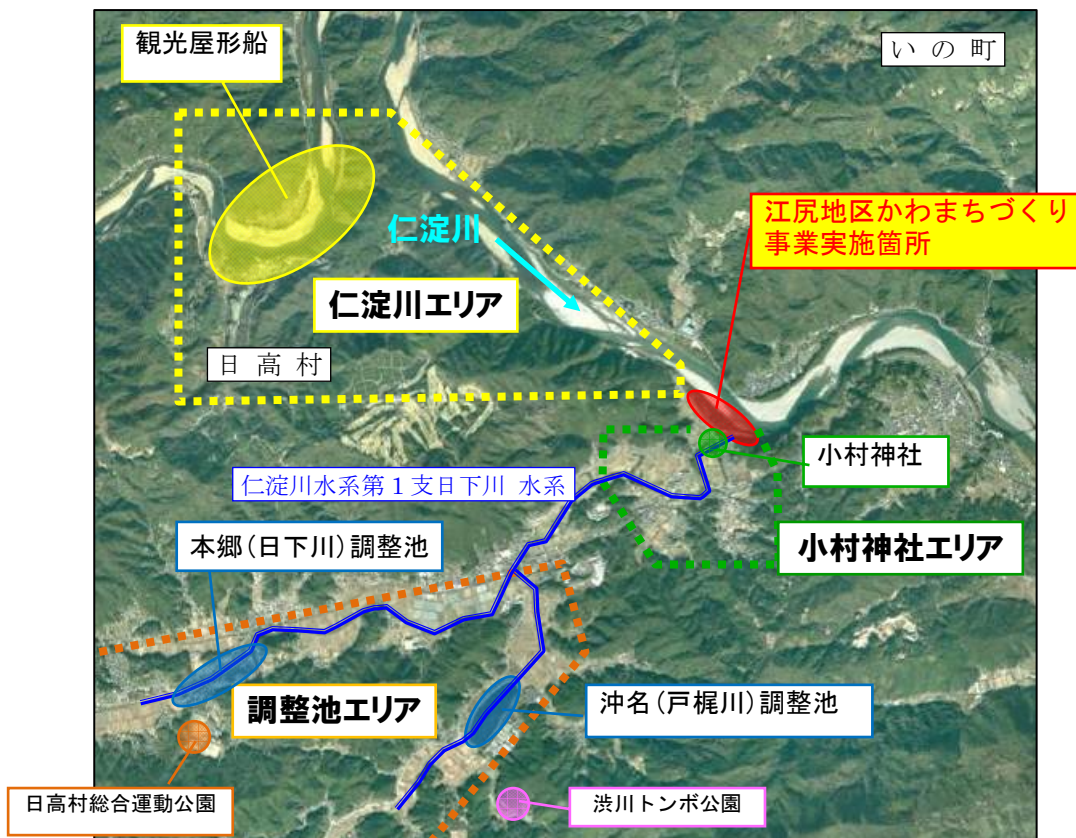 観光屋形船
いの町
江尻地区かわまちづくり
事業実施箇所
仁淀川
仁淀川エリア
日高村
小村神社
仁淀川水系第1支日下川 水系
本郷(日下川)調整池
小村神社エリア
調整池エリア
沖名(戸梶川)調整池
日高村総合運動公園
渋川トンボ公園